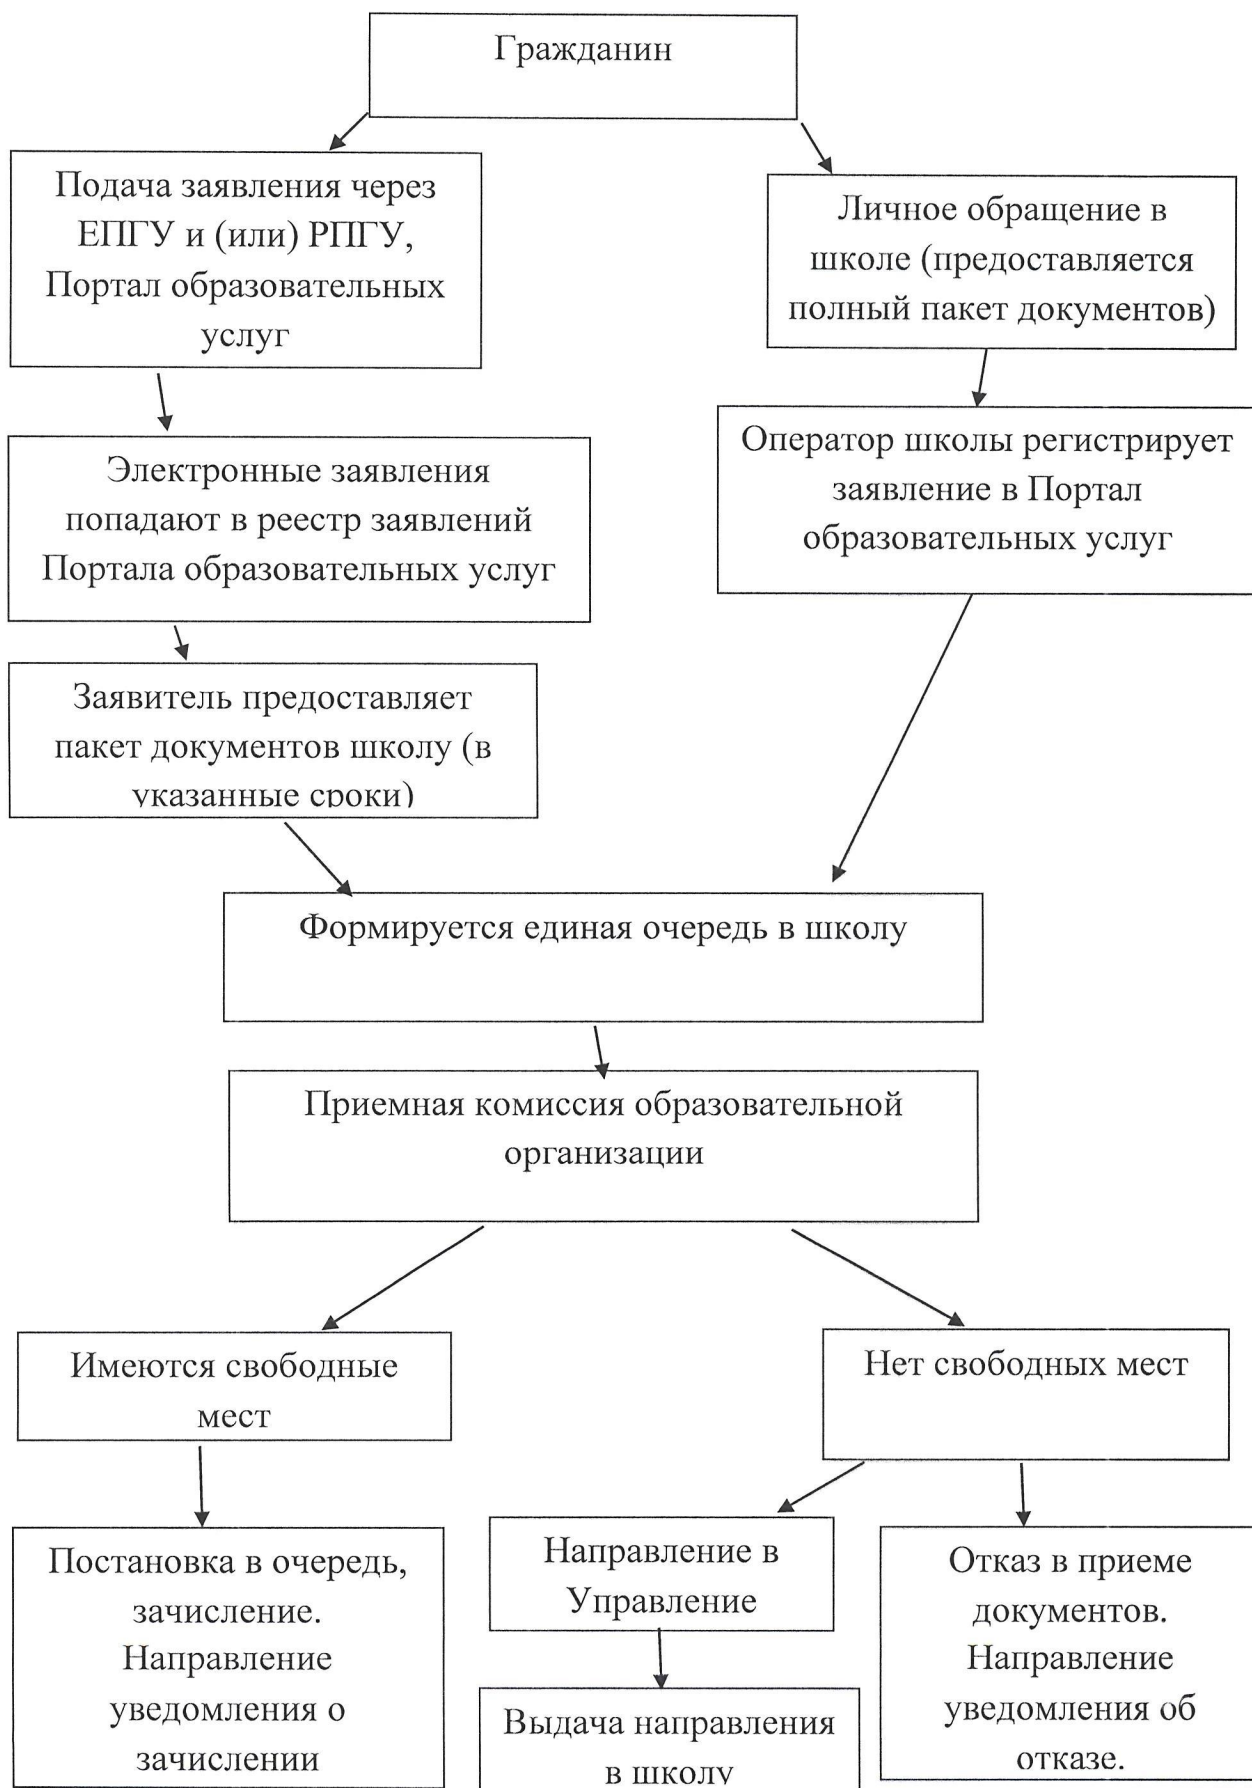 Гражданин
Подача заявления через
ЕПГУ и (или) РПГУ,
Портал образовательных
услуг
Личное обращение в
школе (предоставляется
полный пакет документов)
Электронные заявления
попадают в реестр заявлений
Портала образовательных услуг
Оператор школы регистрирует
заявление в Портал
образовательных услуг
Заявитель предоставляет
пакет документов школу (в
указанные сроки)
Формируется единая очередь в школу
Приемная комиссия образовательной
организации
Имеются свободные
мест
Нет свободных мест
Постановка в очередь,
зачисление.
Направление
уведомления о
зачислении
Направление в
Управление
Выдача направления
в школу
Отказ в приеме
документов.
Направление
уведомления об
отказе.